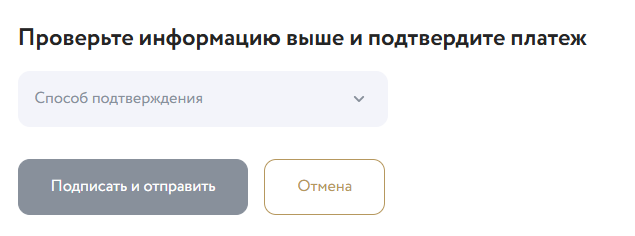 Проверьте информацию выше и подтвердите платеж
Способ подтверждения
Подписать и отправить
Отмена